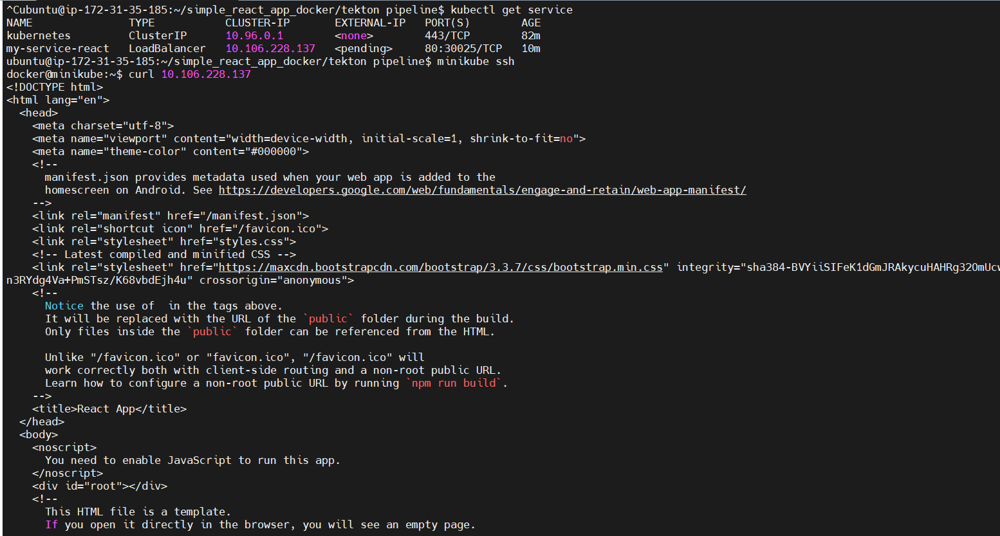 ^Cubuntu@ip-172-31-35-185:~/simple_react_app_docker/tekton pipeline$ kubectl get service
NAME TYPE CLUSTER-IP EXTERNAL-IP PORT(S) AGE
kubernetes ClusterIP 10.96.0.1 <none> 443/TCP 82m
my-service-react LoadBalancer 10.106.228.137 <pending> 80:30025/TCP 10m
ubuntu@ip-172-31-35-185:~/simple_react_app_docker/tekton pipeline$ minikube ssh
docker@minikube:~$ curl 10.106.228.137
<!DOCTYPE html>
<html lang="en">
  <head>
    <meta charset="utf-8">
    <meta name="viewport" content="width=device-width, initial-scale=1, shrink-to-fit=no">
    <meta name="theme-color" content="#000000">
    <!--
      manifest.json provides metadata used when your web app is added to the
      homescreen on Android. See https://developers.google.com/web/fundamentals/engage-and-retain/web-app-manifest/
    -->
    <link rel="manifest" href="/manifest.json">
    <link rel="shortcut icon" href="/favicon.ico">
    <link rel="stylesheet" href="styles.css">
    <!-- Latest compiled and minified CSS -->
    <link rel="stylesheet" href="https://maxcdn.bootstrapcdn.com/bootstrap/3.3.7/css/bootstrap.min.css" integrity="sha384-BVYiiSIFeK1dGmJRAkycuHAHRg32OmUcw
n3RYdg4Va+PmSTsz/K68vbdEjh4u" crossorigin="anonymous">
    <!--
      Notice the use of  in the tags above.
      It will be replaced with the URL of the `public` folder during the build.
      Only files inside the `public` folder can be referenced from the HTML.

      Unlike "/favicon.ico" or "favicon.ico", "/favicon.ico" will
      work correctly both with client-side routing and a non-root public URL.
      Learn how to configure a non-root public URL by running `npm run build`.
    -->
    <title>React App</title>
  </head>
  <body>
    <noscript>
      You need to enable JavaScript to run this app.
    </noscript>
    <div id="root"></div>
    <!--
      This HTML file is a template.
      If you open it directly in the browser, you will see an empty page.